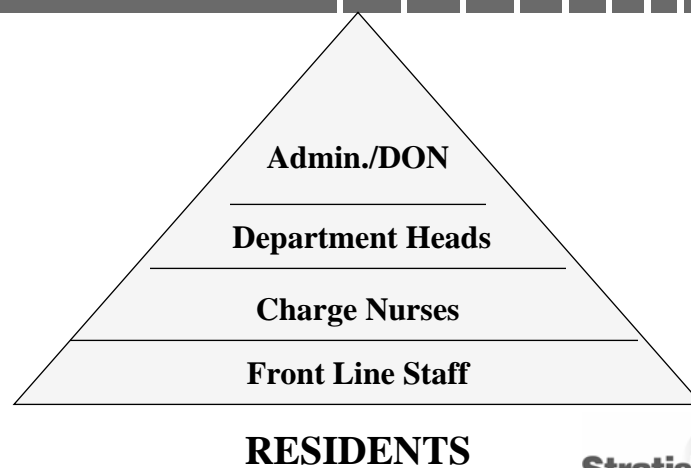 Admin./DON
Department Heads
Charge Nurses
Front Line Staff
RESIDENTS